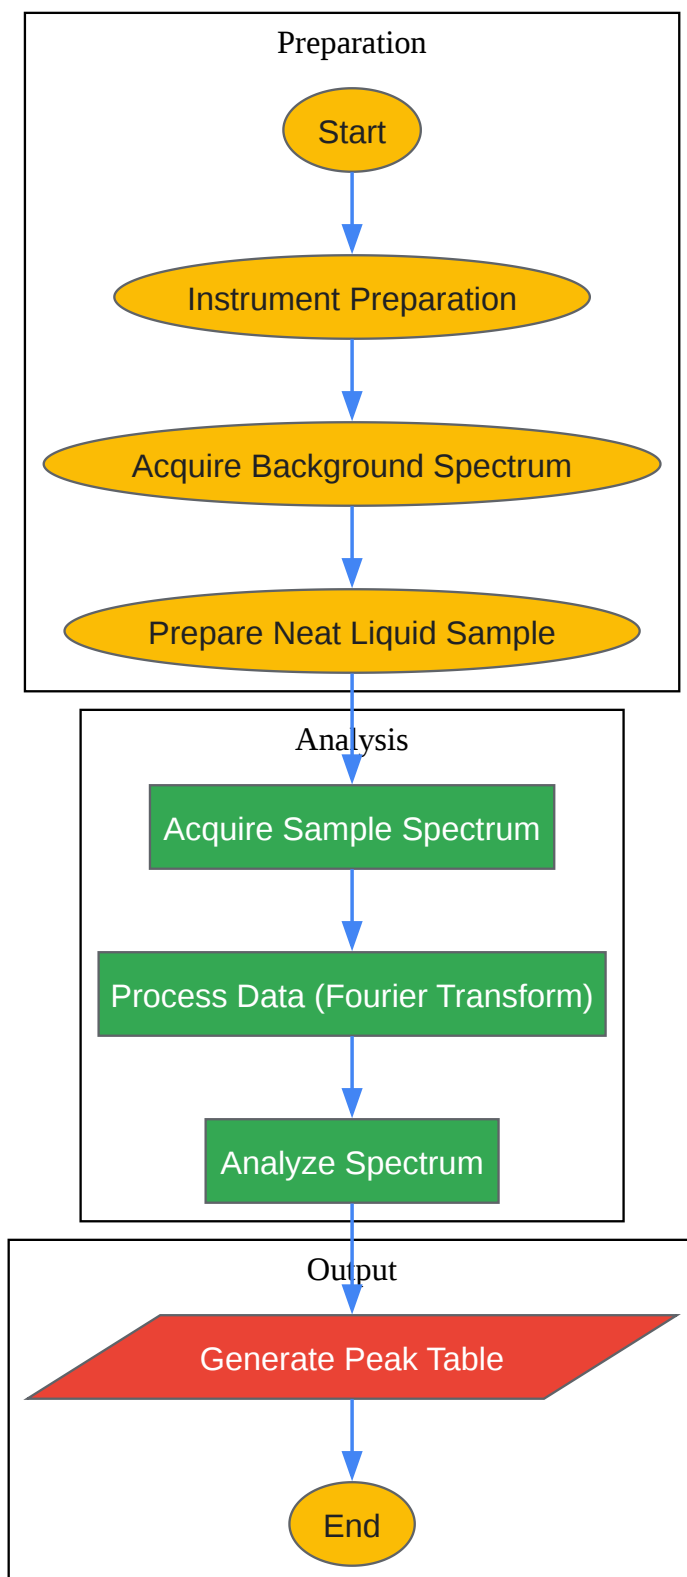 Preparation
Start
Instrument Preparation
Acquire Background Spectrum
Prepare Neat Liquid Sample
Analysis
Acquire Sample Spectrum
Process Data (Fourier Transform)
Analyze Spectrum
Output
Generate Peak Table
End